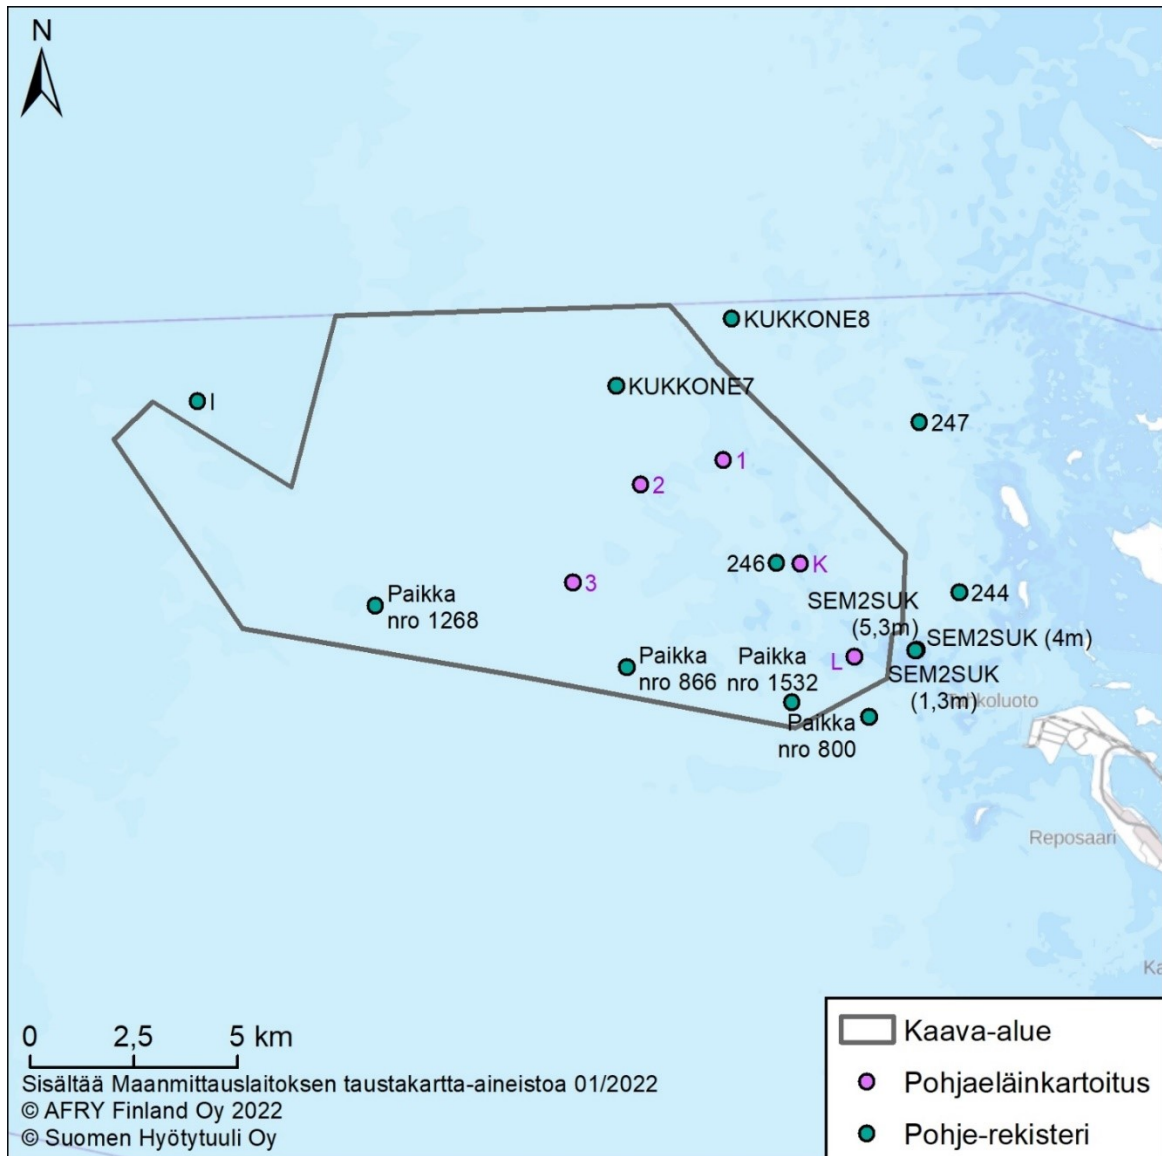 N
KUKKONE8
KUKKONE7
I
247
1
2
246
K
3
Paikka
nro 1268
SEM2SUK
(5,3m)
244
SEM2SUK (4m)
L
Paikka
nro 866
Paikka
nro 1532
SEM2SUK
(1,3m)
Tahkoluoto
Paikka
nro 800
Reposaari
Ka
0 2,5 5 km
Sisältää Maanmittauslaitoksen taustakartta-aineistoa 01/2022
© AFRY Finland Oy 2022
© Suomen Hyötytuuli Oy
Kaava-alue
Pohjaeläinkartoitus
Pohje-rekisteri